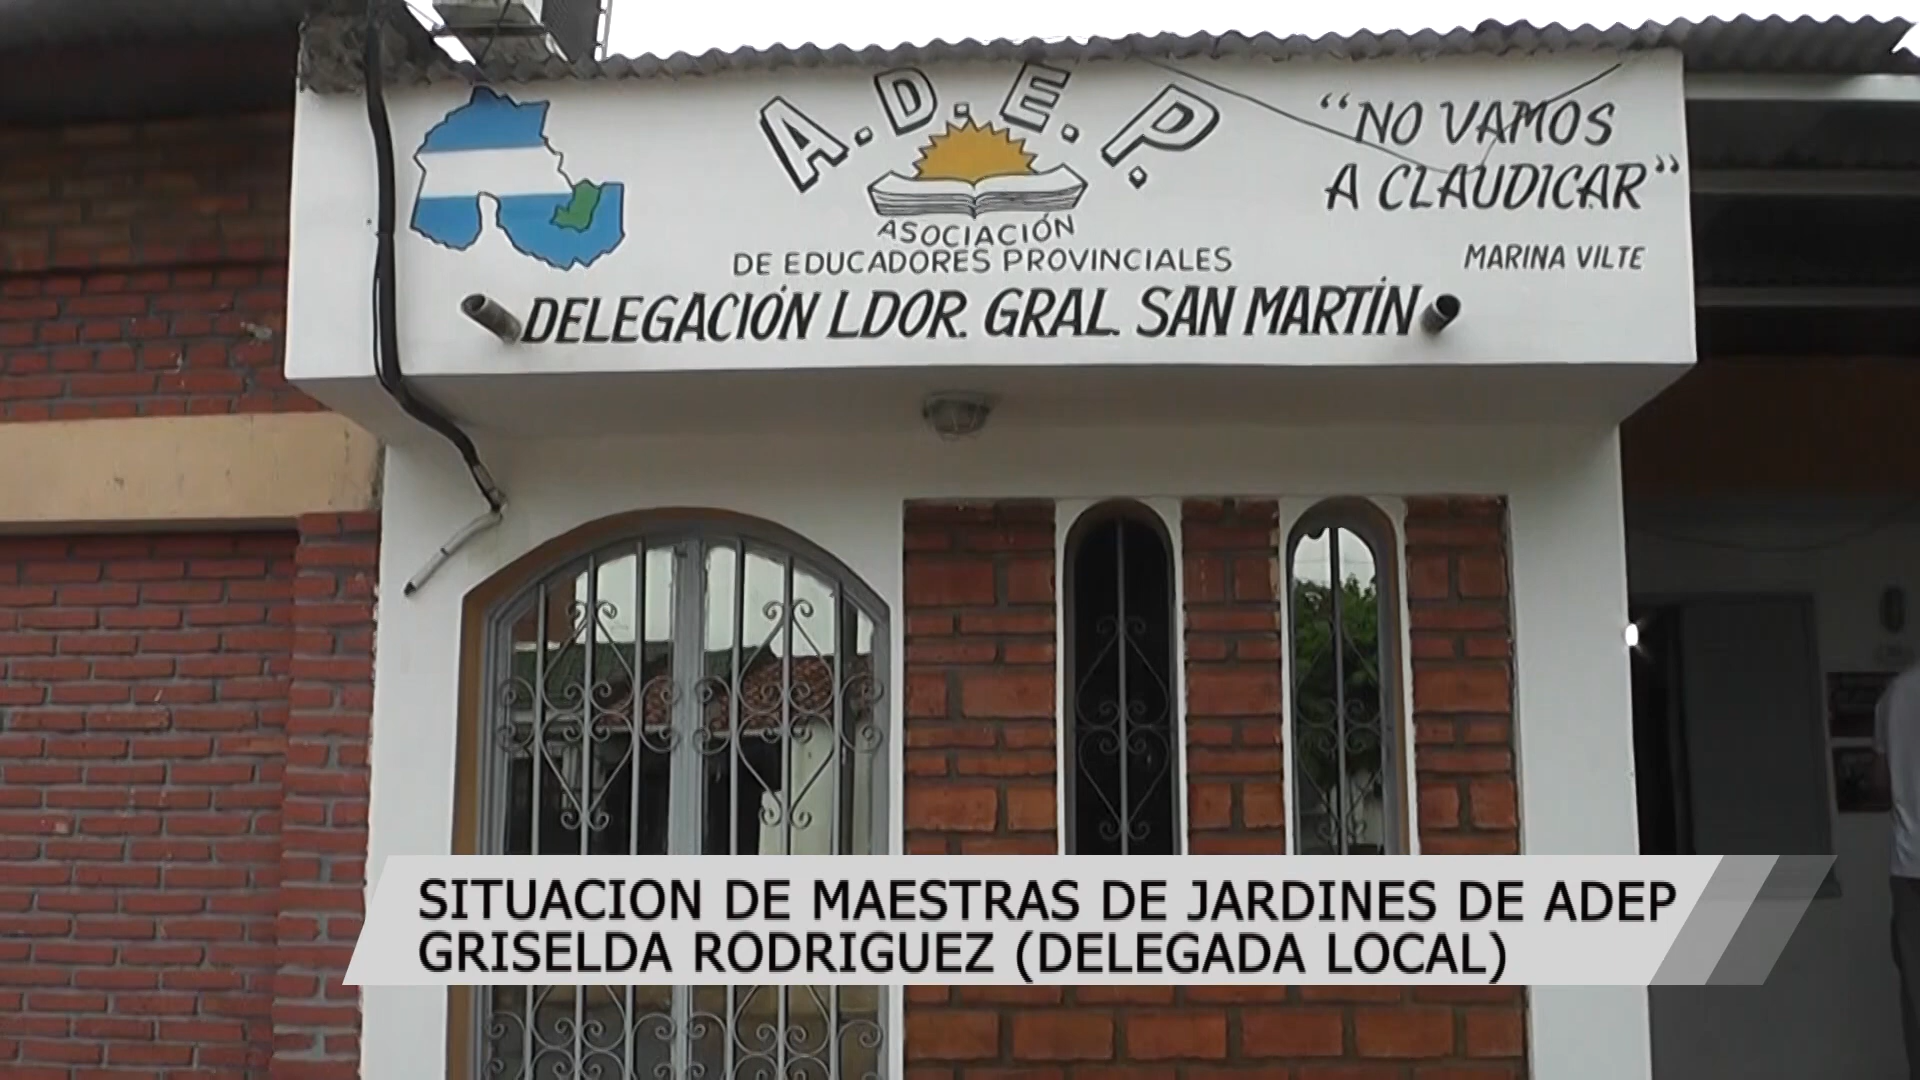 A.D.E.P.
ASOCIACIÓN
DE EDUCADORES PROVINCIALES
DELEGACIÓN LDOR. GRAL. SAN MARTÍN
"NO VAMOS
A CLAUDICAR"
MARINA VILTE
SITUACION DE MAESTRAS DE JARDINES DE ADEP
GRISELDA RODRIGUEZ (DELEGADA LOCAL)